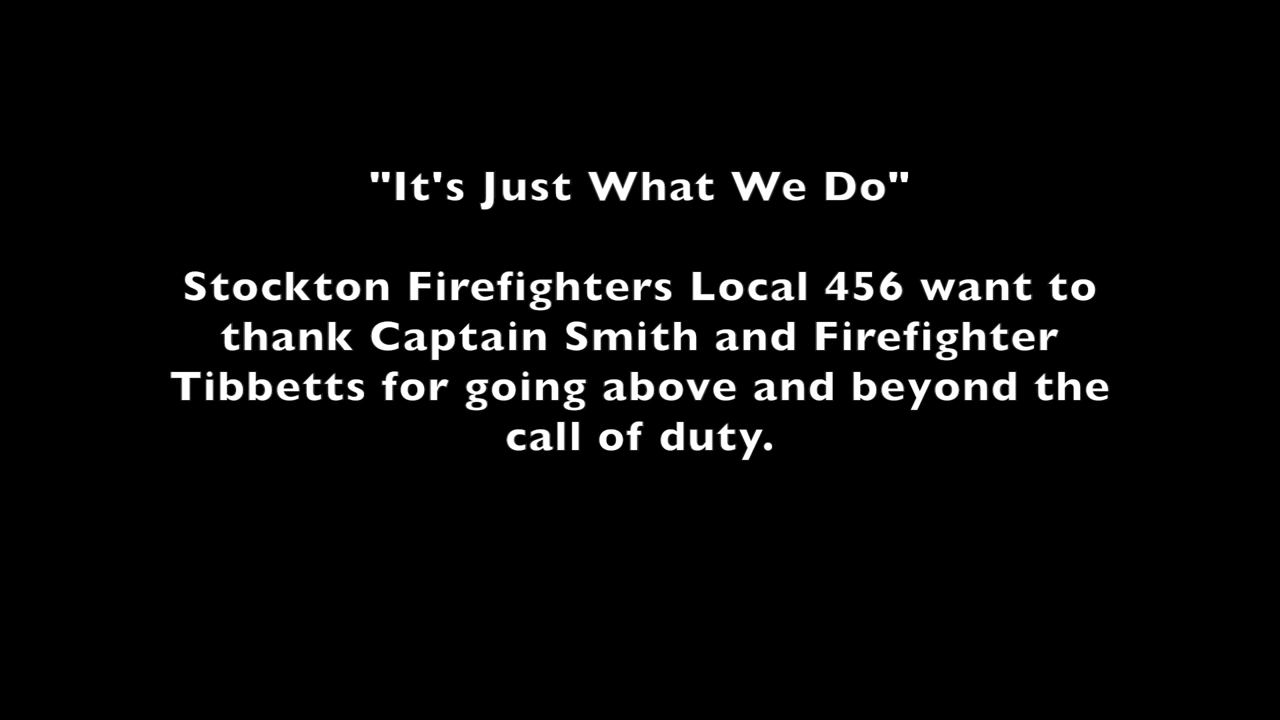 "It's Just What We Do"
Stockton Firefighters Local 456 want to
thank Captain Smith and Firefighter
Tibbetts for going above and beyond the
call of duty.